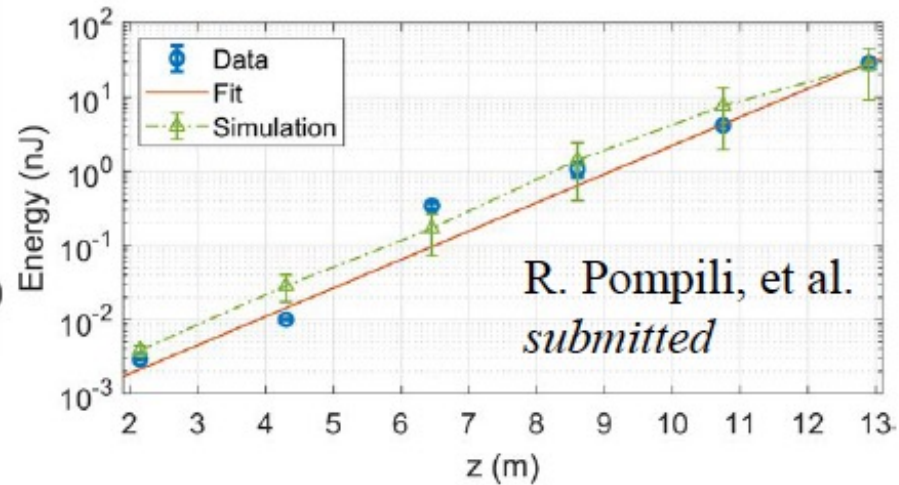 10²
10¹
10⁰
10⁻¹
10⁻²
10⁻³
Energy (nJ)
Data
Fit
Simulation
R. Pompili, et al.
submitted
2 3 4 5 6 7 8 9 10 11 12 13
z (m)